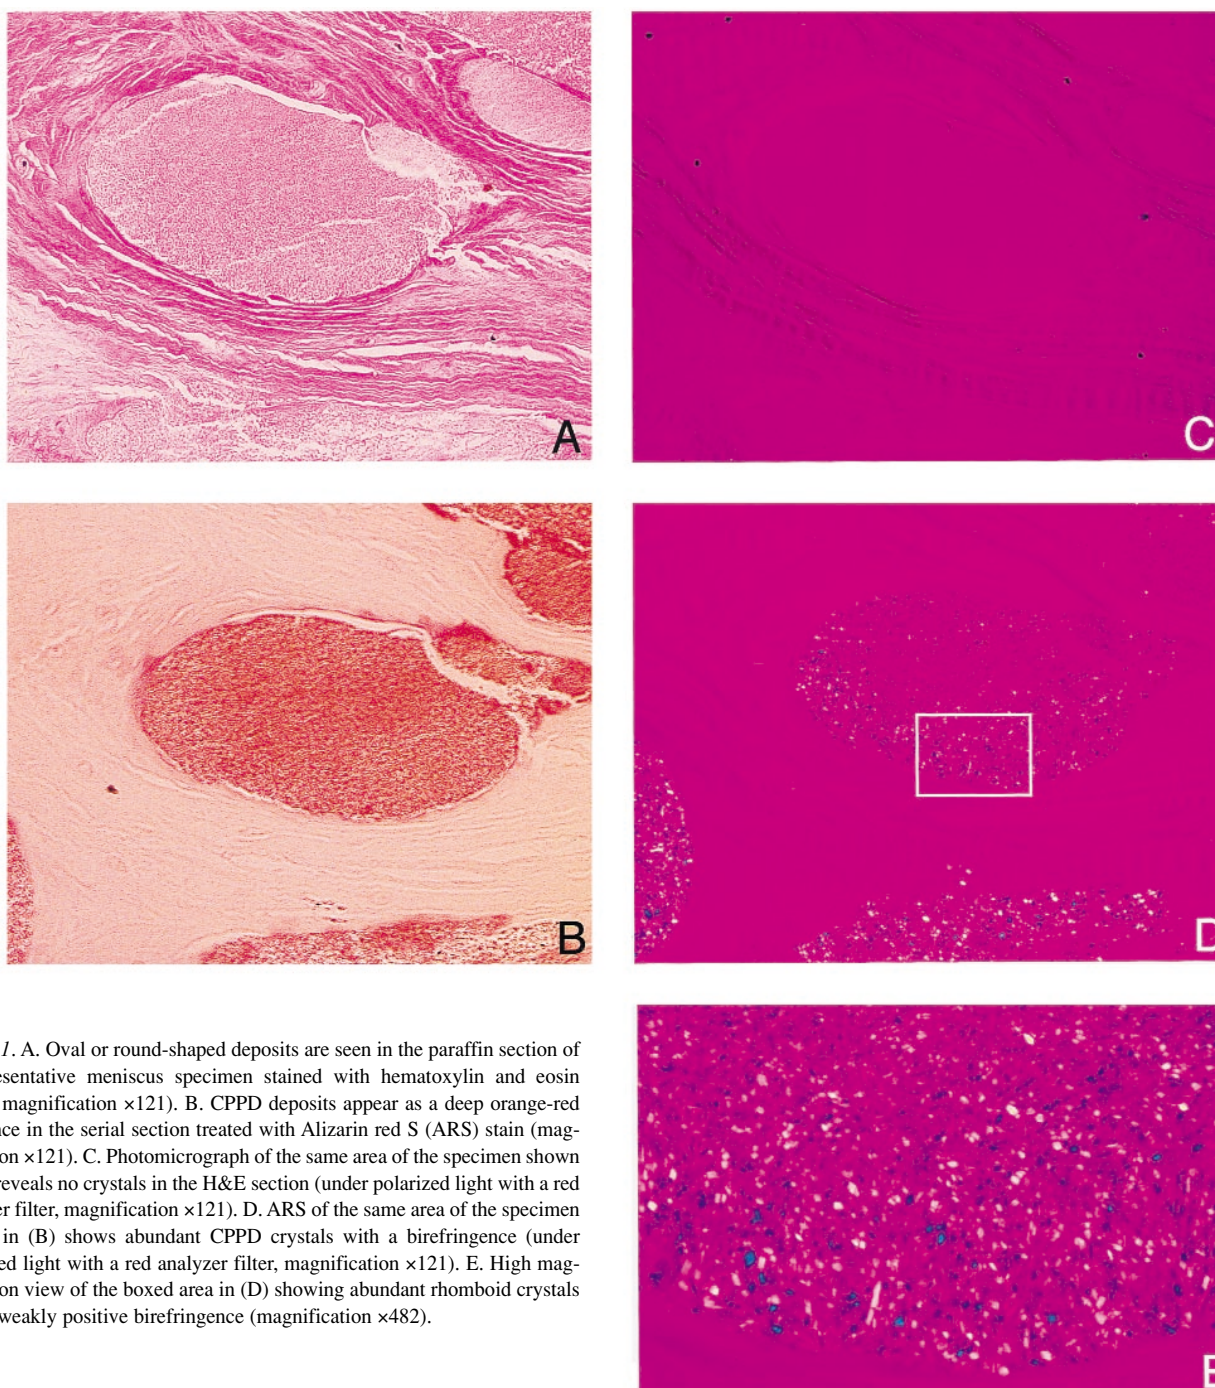 A
C
B
D
E
1. A. Oval or round-shaped deposits are seen in the paraffin section of
esentative meniscus specimen stained with hematoxylin and eosin
magnification ×121). B. CPPD deposits appear as a deep orange-red
nce in the serial section treated with Alizarin red S (ARS) stain (mag-
on ×121). C. Photomicrograph of the same area of the specimen shown
reveals no crystals in the H&E section (under polarized light with a red
er filter, magnification ×121). D. ARS of the same area of the specimen
in (B) shows abundant CPPD crystals with a birefringence (under
ed light with a red analyzer filter, magnification ×121). E. High mag-
on view of the boxed area in (D) showing abundant rhomboid crystals
weakly positive birefringence (magnification ×482).